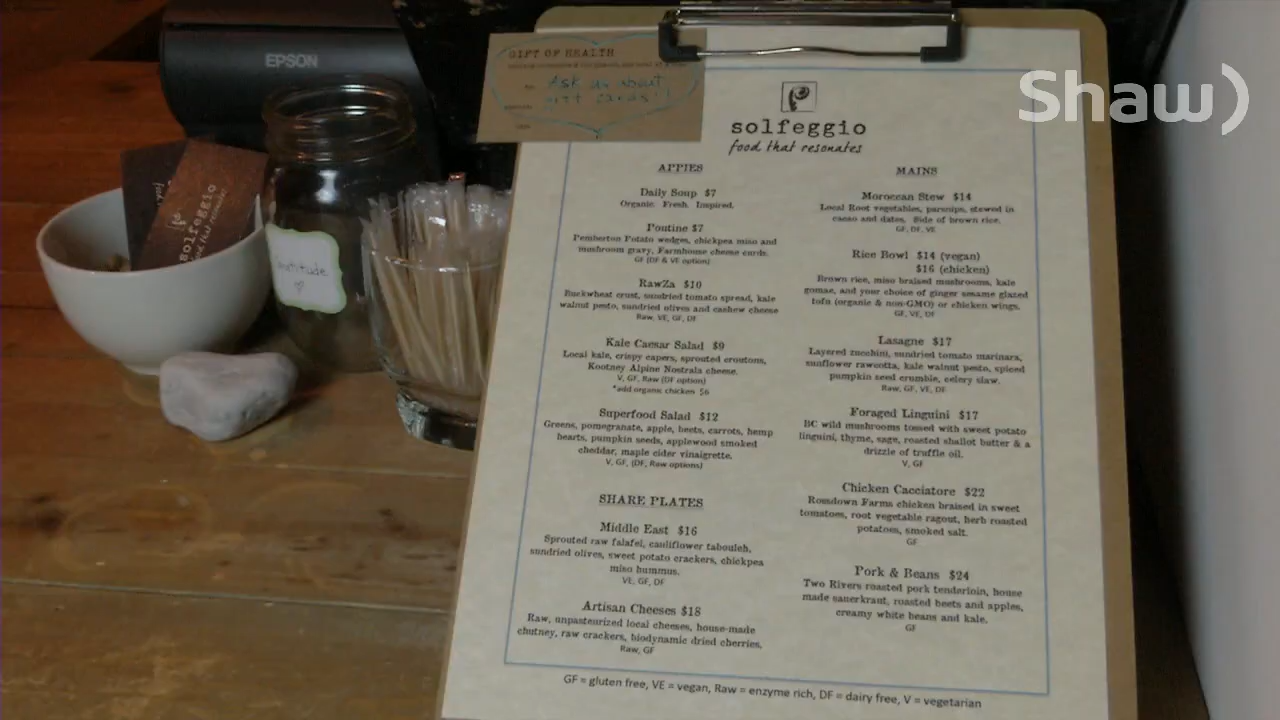 EPSON
GIFT OF HEALTH
Ask us about
gift cards!!
Shaw)
solfeggio
food that resonates
solfeggio
gratitude
APPIES
Daily Soup $7
Organic. Fresh. Inspired.
Poutine $7
Pemberton Potato wedges, chickpea miso and
mushroom gravy, Farmhouse cheese curds.
GF (DF & VE option)
RawZa $10
Buckwheat crust, sundried tomato spread, kale
walnut pesto, sundried olives and cashew cheese
Raw, VE, GF, DF
Kale Caesar Salad $9
Local kale, crispy capers, sprouted croutons,
Kootney Alpine Nostrala cheese.
V, GF, Raw (DF option)
*add organic chicken $6
Superfood Salad $12
Greens, pomegranate, apple, beets, carrots, hemp
hearts, pumpkin seeds, applewood smoked
cheddar, maple cider vinaigrette.
V, GF, (DF, Raw options)
SHARE PLATES
Middle East $16
Sprouted raw falafel, cauliflower tabouleh,
sundried olives, sweet potato crackers, chickpea
miso hummus.
VE, GF, DF
Artisan Cheeses $18
Raw, unpasteurized local cheeses, house-made
chutney, raw crackers, biodynamic dried cherries,
Raw, GF
MAINS
Moroccan Stew $14
Local Root vegetables, parsnips, stewed in
cacao and dates. Side of brown rice.
GF, DF, VE
Rice Bowl $14 (vegan)
$16 (chicken)
Brown rice, miso braised mushrooms, kale
gomae, and your choice of ginger sesame glazed
tofu (organic & non-GMO) or chicken wings.
GF, VE, DF
Lasagne $17
Layered zucchini, sundried tomato marinara,
sunflower rawcotta, kale walnut pesto, spiced
pumpkin seed crumble, celery slaw.
Raw, GF, VE, DF
Foraged Linguini $17
BC wild mushrooms tossed with sweet potato
linguini, thyme, sage, roasted shallot butter & a
drizzle of truffle oil.
V, GF
Chicken Cacciatore $22
Rossdown Farms chicken braised in sweet
tomatoes, root vegetable ragout, herb roasted
potatoes, smoked salt.
GF
Pork & Beans $24
Two Rivers roasted pork tenderloin, house
made sauerkraut, roasted beets and apples,
creamy white beans and kale.
GF
GF = gluten free, VE = vegan, Raw = enzyme rich, DF = dairy free, V = vegetarian